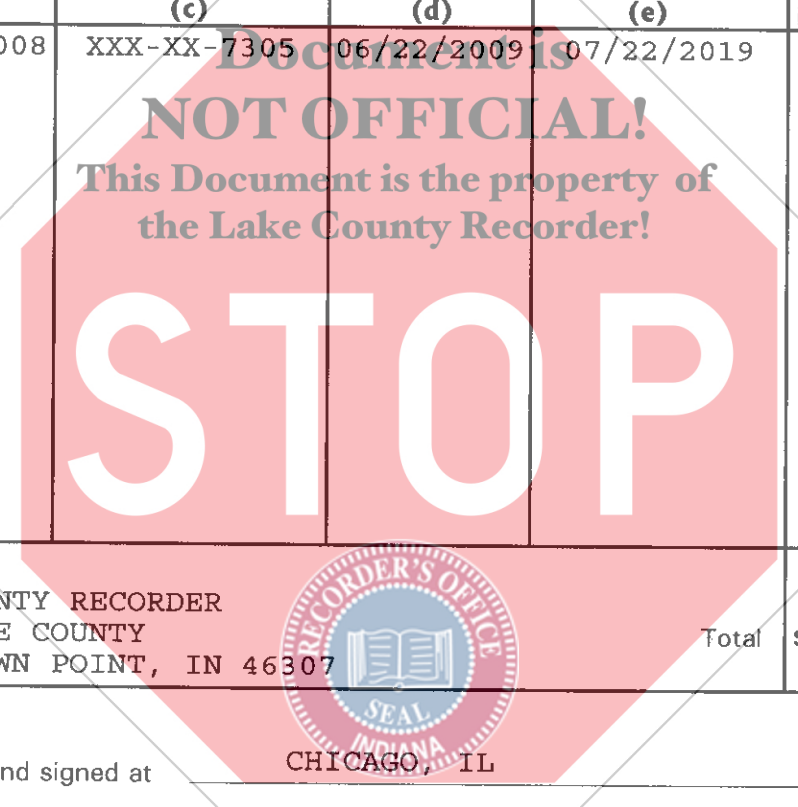 (c) (d) (e)
008 XXX-XX-7305 06/22/2009 07/22/2019
Document is
NOT OFFICIAL!
This Document is the property of
the Lake County Recorder!
STOP
NTY RECORDER
E COUNTY
WN POINT, IN 46307
Total
RECORDER'S OFFICE
SEAL
INDIANA
nd signed at CHICAGO, IL